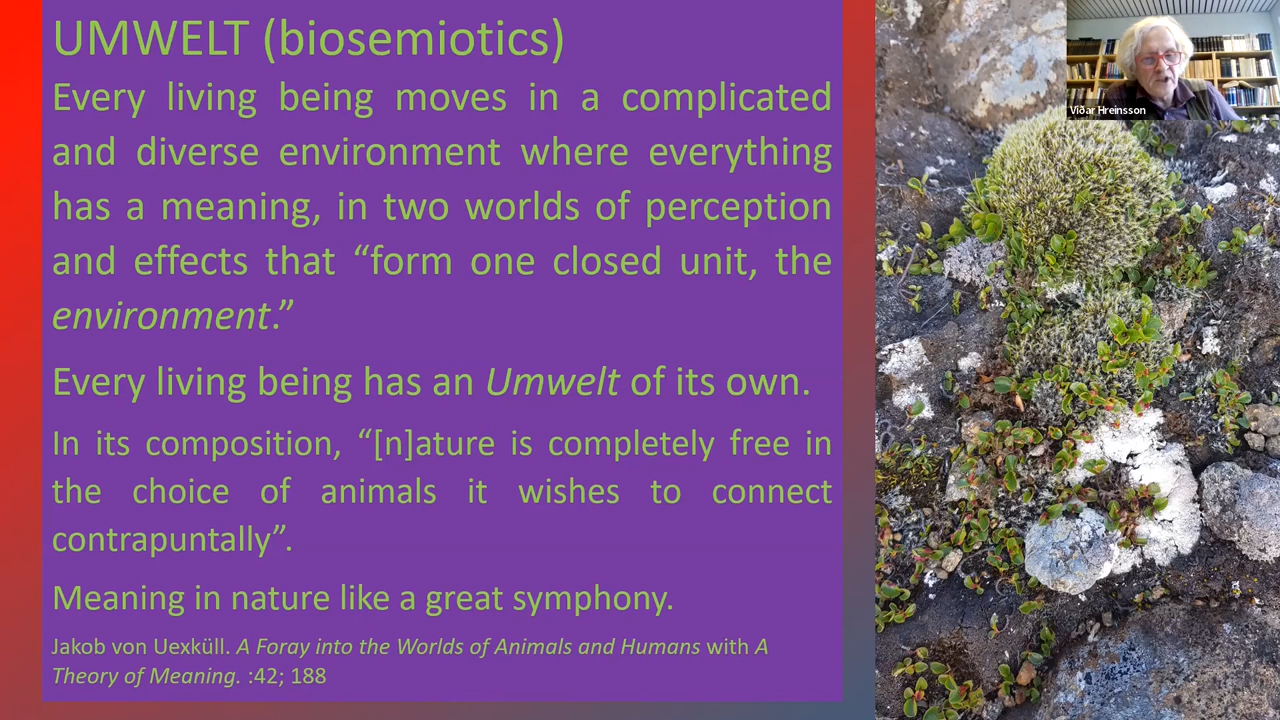 UMWELT (biosemiotics)
Every living being moves in a complicated
and diverse environment where everything
has a meaning, in two worlds of perception
and effects that “form one closed unit, the
environment.”
Every living being has an Umwelt of its own.
In its composition, “[n]ature is completely free in
the choice of animals it wishes to connect
contrapuntally”.
Meaning in nature like a great symphony.
Jakob von Uexküll. A Foray into the Worlds of Animals and Humans with A
Theory of Meaning. :42; 188
Viðar Hreinsson